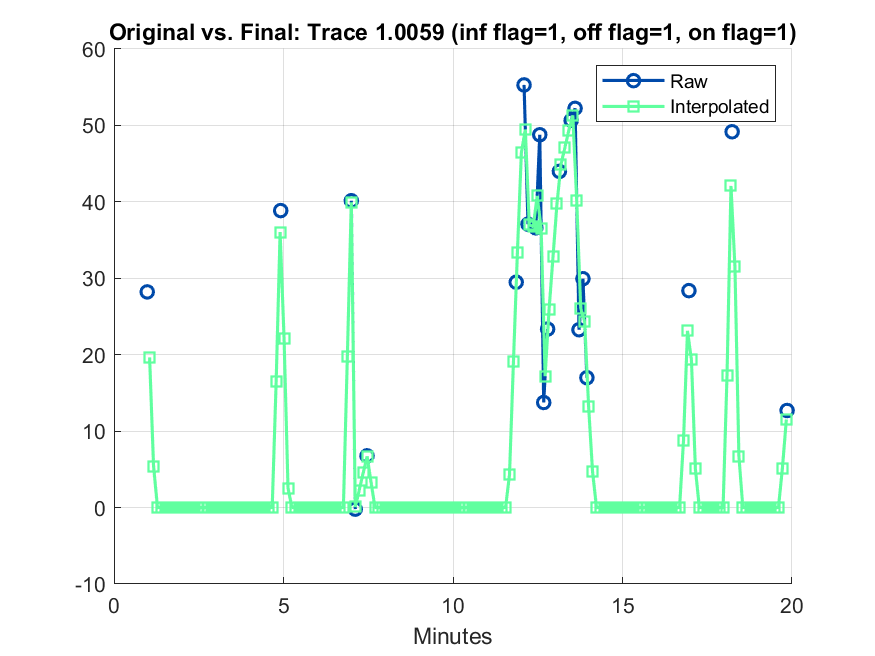 Original vs. Final: Trace 1.0059 (inf flag=1, off flag=1, on flag=1)
60
50
40
30
20
10
0
-10
Raw
Interpolated
0 5 10 15 20
Minutes